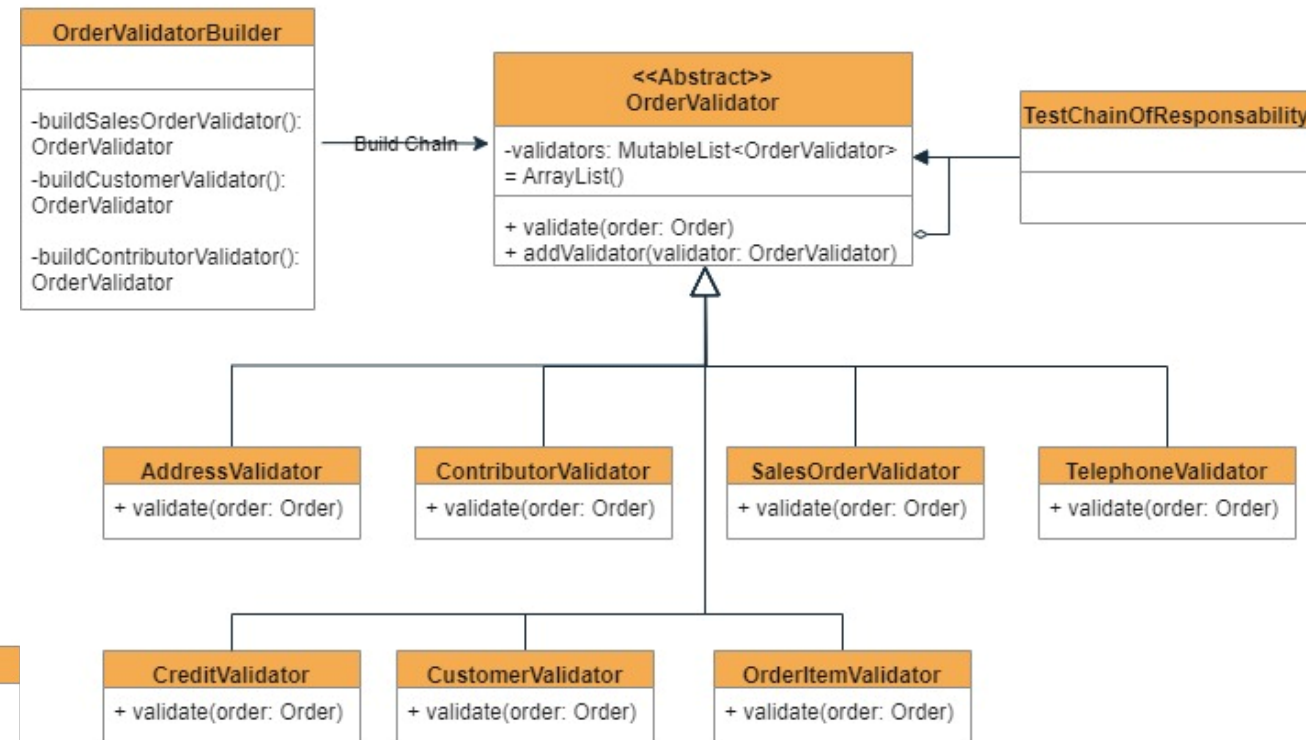 OrderValidatorBuilder
-buildSalesOrderValidator():
OrderValidator
-buildCustomerValidator():
OrderValidator
-buildContributorValidator():
OrderValidator
Build Chain
<<Abstract>>
OrderValidator
-validators: MutableList<OrderValidator>
= ArrayList()
+ validate(order: Order)
+ addValidator(validator: OrderValidator)
TestChainOfResponsability
AddressValidator
+ validate(order: Order)
ContributorValidator
+ validate(order: Order)
SalesOrderValidator
+ validate(order: Order)
TelephoneValidator
+ validate(order: Order)
CreditValidator
+ validate(order: Order)
CustomerValidator
+ validate(order: Order)
OrderItemValidator
+ validate(order: Order)